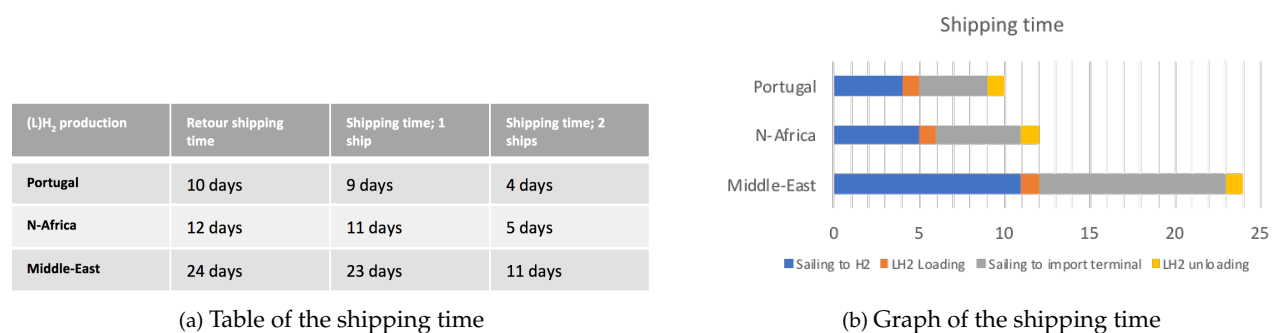 (L)H₂ production
Retour shipping
time
Shipping time; 1
ship
Shipping time; 2
ships
Portugal
10 days
9 days
4 days
N-Africa
12 days
11 days
5 days
Middle-East
24 days
23 days
11 days
(a) Table of the shipping time
Shipping time
Portugal
N-Africa
Middle-East
0 5 10 15 20 25
Sailing to H2 LH2 Loading Sailing to import terminal LH2 unloading
(b) Graph of the shipping time